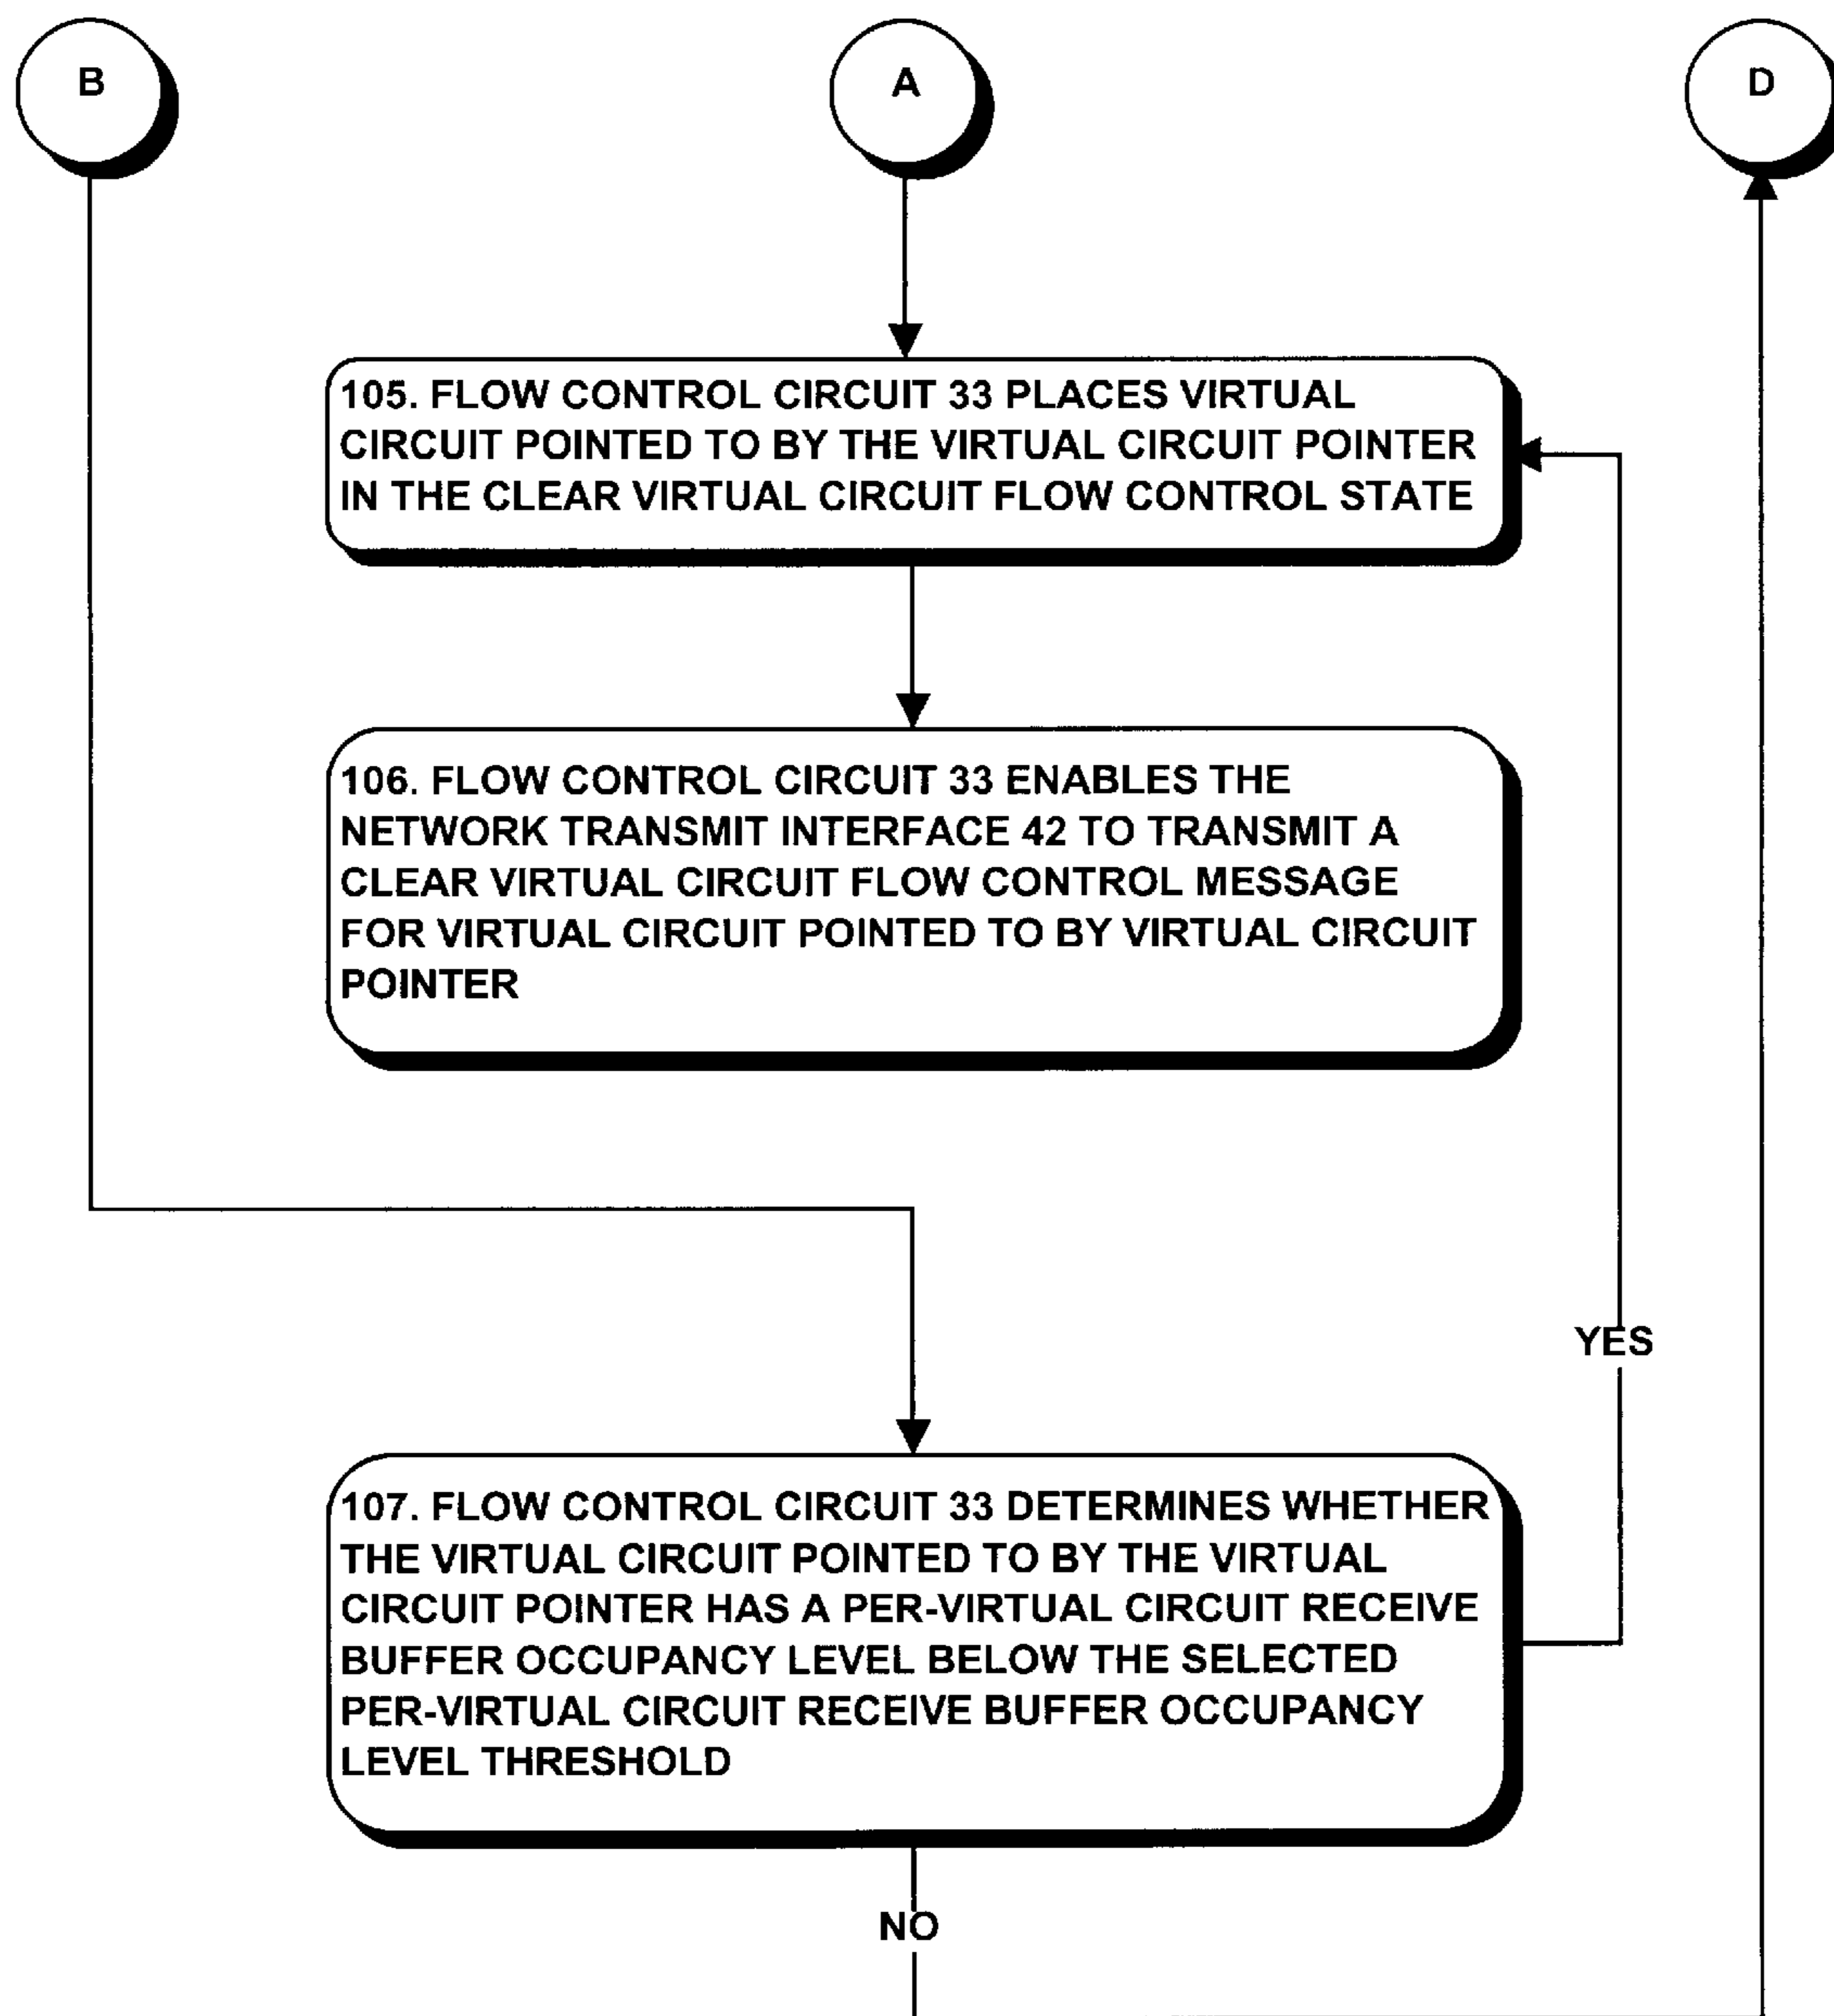 B
A
D
105. FLOW CONTROL CIRCUIT 33 PLACES VIRTUAL
CIRCUIT POINTED TO BY THE VIRTUAL CIRCUIT POINTER
IN THE CLEAR VIRTUAL CIRCUIT FLOW CONTROL STATE
106. FLOW CONTROL CIRCUIT 33 ENABLES THE
NETWORK TRANSMIT INTERFACE 42 TO TRANSMIT A
CLEAR VIRTUAL CIRCUIT FLOW CONTROL MESSAGE
FOR VIRTUAL CIRCUIT POINTED TO BY VIRTUAL CIRCUIT
POINTER
YES
107. FLOW CONTROL CIRCUIT 33 DETERMINES WHETHER
THE VIRTUAL CIRCUIT POINTED TO BY THE VIRTUAL
CIRCUIT POINTER HAS A PER-VIRTUAL CIRCUIT RECEIVE
BUFFER OCCUPANCY LEVEL BELOW THE SELECTED
PER-VIRTUAL CIRCUIT RECEIVE BUFFER OCCUPANCY
LEVEL THRESHOLD
NO